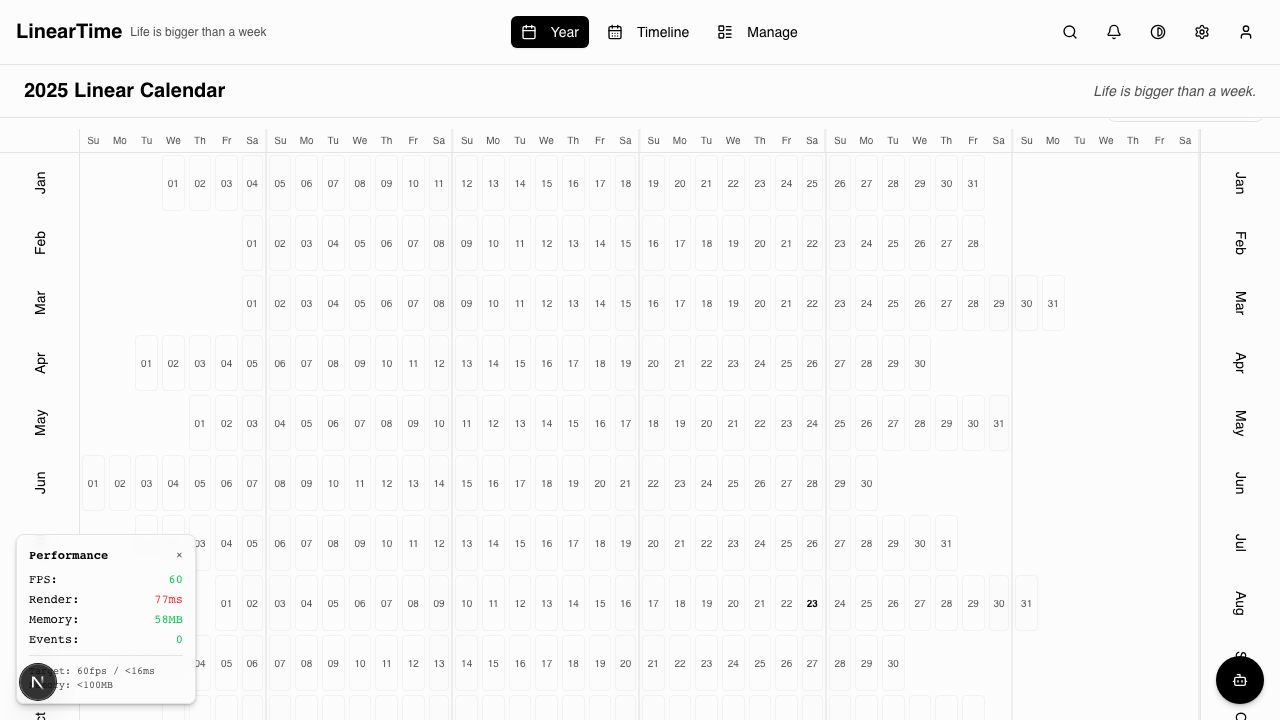 LinearTime Life is bigger than a week Year Timeline Manage
2025 Linear Calendar Life is bigger than a week.
Su Mo Tu We Th Fr Sa Su Mo Tu We Th Fr Sa Su Mo Tu We Th Fr Sa Su Mo Tu We Th Fr Sa Su Mo Tu We Th Fr Sa Su Mo Tu We Th Fr Sa
Jan 01 02 03 04 05 06 07 08 09 10 11 12 13 14 15 16 17 18 19 20 21 22 23 24 25 26 27 28 29 30 31 Jan
Feb 01 02 03 04 05 06 07 08 09 10 11 12 13 14 15 16 17 18 19 20 21 22 23 24 25 26 27 28 Feb
Mar 01 02 03 04 05 06 07 08 09 10 11 12 13 14 15 16 17 18 19 20 21 22 23 24 25 26 27 28 29 30 31 Mar
Apr 01 02 03 04 05 06 07 08 09 10 11 12 13 14 15 16 17 18 19 20 21 22 23 24 25 26 27 28 29 30 Apr
May 01 02 03 04 05 06 07 08 09 10 11 12 13 14 15 16 17 18 19 20 21 22 23 24 25 26 27 28 29 30 31 May
Jun 01 02 03 04 05 06 07 08 09 10 11 12 13 14 15 16 17 18 19 20 21 22 23 24 25 26 27 28 29 30 Jun
03 04 05 06 07 08 09 10 11 12 13 14 15 16 17 18 19 20 21 22 23 24 25 26 27 28 29 30 31 Jul
01 02 03 04 05 06 07 08 09 10 11 12 13 14 15 16 17 18 19 20 21 22 23 24 25 26 27 28 29 30 31 Aug
04 05 06 07 08 09 10 11 12 13 14 15 16 17 18 19 20 21 22 23 24 25 26 27 28 29 30
Performance ×
FPS: 60
Render: 77ms
Memory: 58MB
Events: 0
60fps / <16ms
<100MB
N